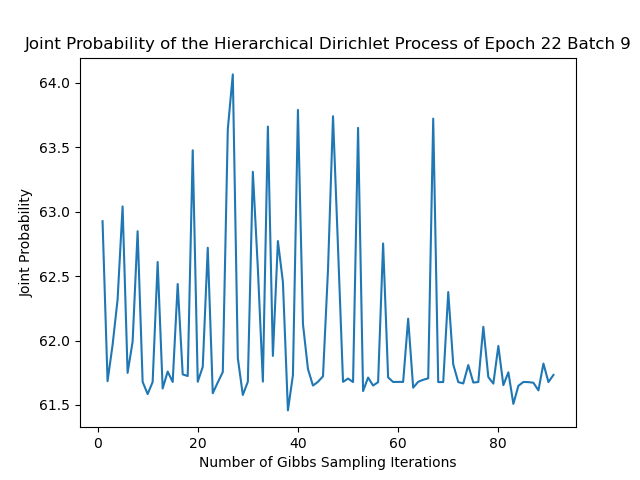 Joint Probability of the Hierarchical Dirichlet Process of Epoch 22 Batch 9
64.0
63.5
63.0
62.5
62.0
61.5
Joint Probability
0 20 40 60 80
Number of Gibbs Sampling Iterations